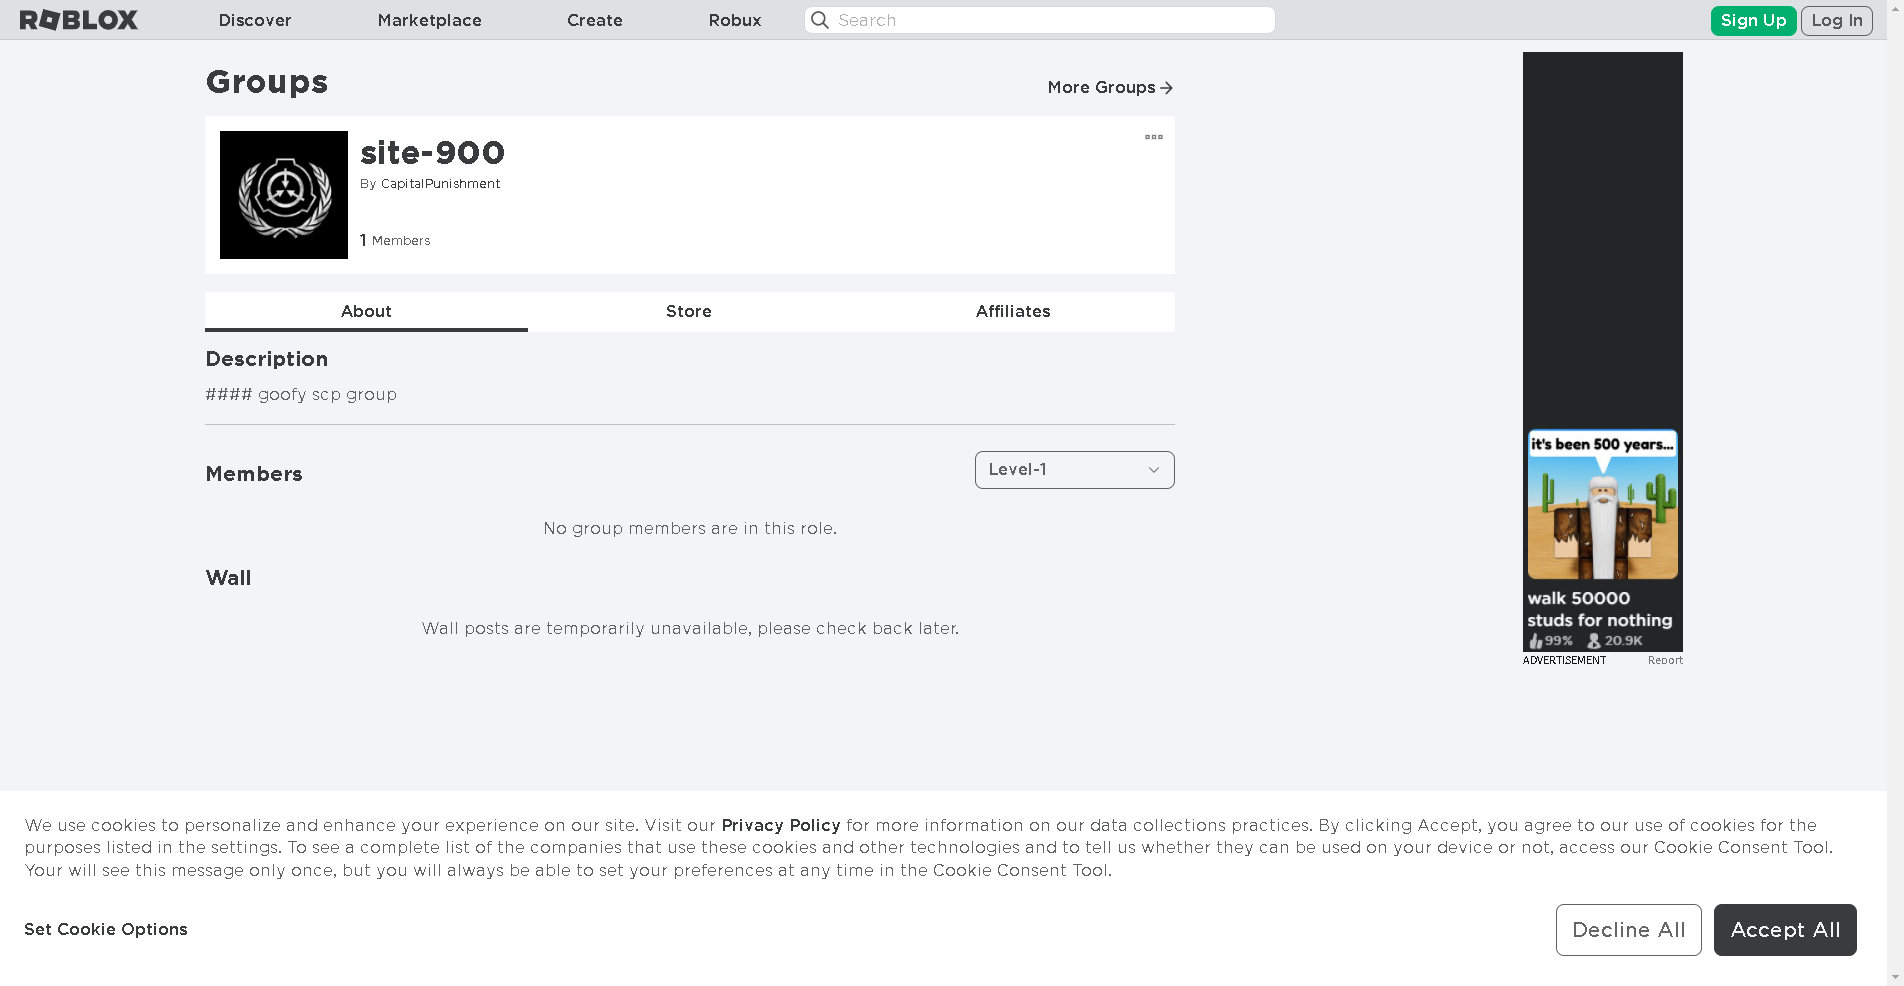 ROBLOX
Discover
Marketplace
Create
Robux
Search
Sign Up
Log In
Groups
More Groups
site-900
By CapitalPunishment
1 Members
About
Store
Affiliates
Description
#### goofy scp group
Members
Level-1
No group members are in this role.
Wall
Wall posts are temporarily unavailable, please check back later.
it's been 500 years...
walk 50000
studs for nothing
99% 20.9K
ADVERTISEMENT
Report
We use cookies to personalize and enhance your experience on our site. Visit our Privacy Policy for more information on our data collections practices. By clicking Accept, you agree to our use of cookies for the
purposes listed in the settings. To see a complete list of the companies that use these cookies and other technologies and to tell us whether they can be used on your device or not, access our Cookie Consent Tool.
Your will see this message only once, but you will always be able to set your preferences at any time in the Cookie Consent Tool.
Set Cookie Options
Decline All
Accept All